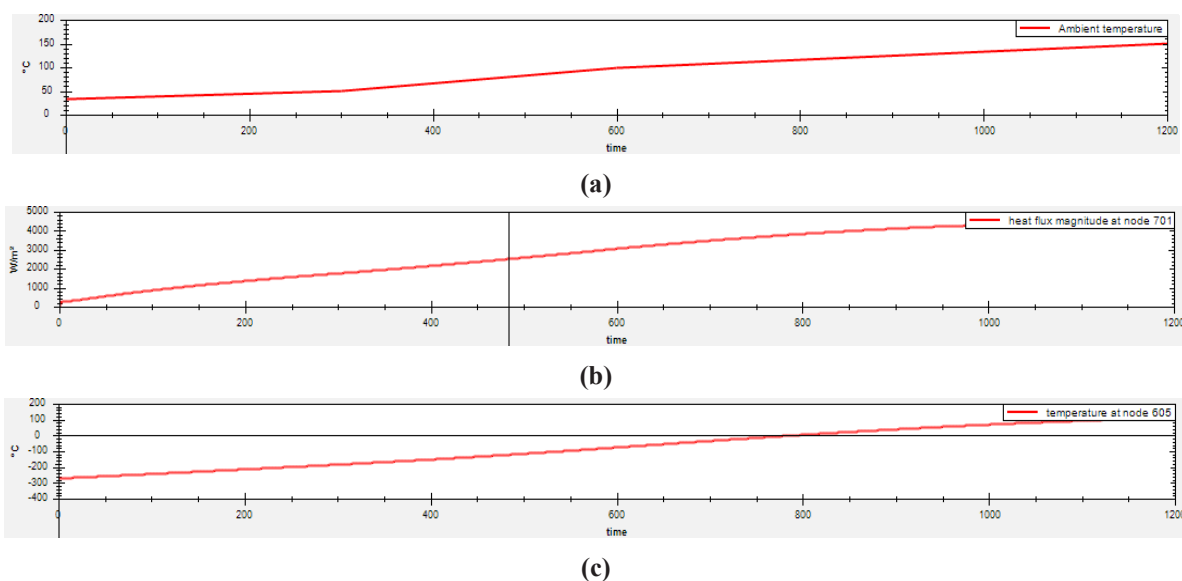 200
Ambient temperature
150
°C
100
50
0
0 200 400 600 800 1000 1200
time
(a)
5000
heat flux magnitude at node 701
4000
W/m²
3000
2000
1000
0
0 200 400 600 800 1000 1200
time
(b)
200
temperature at node 605
100
0
°C
-100
-200
-300
-400
0 200 400 600 800 1000 1200
time
(c)